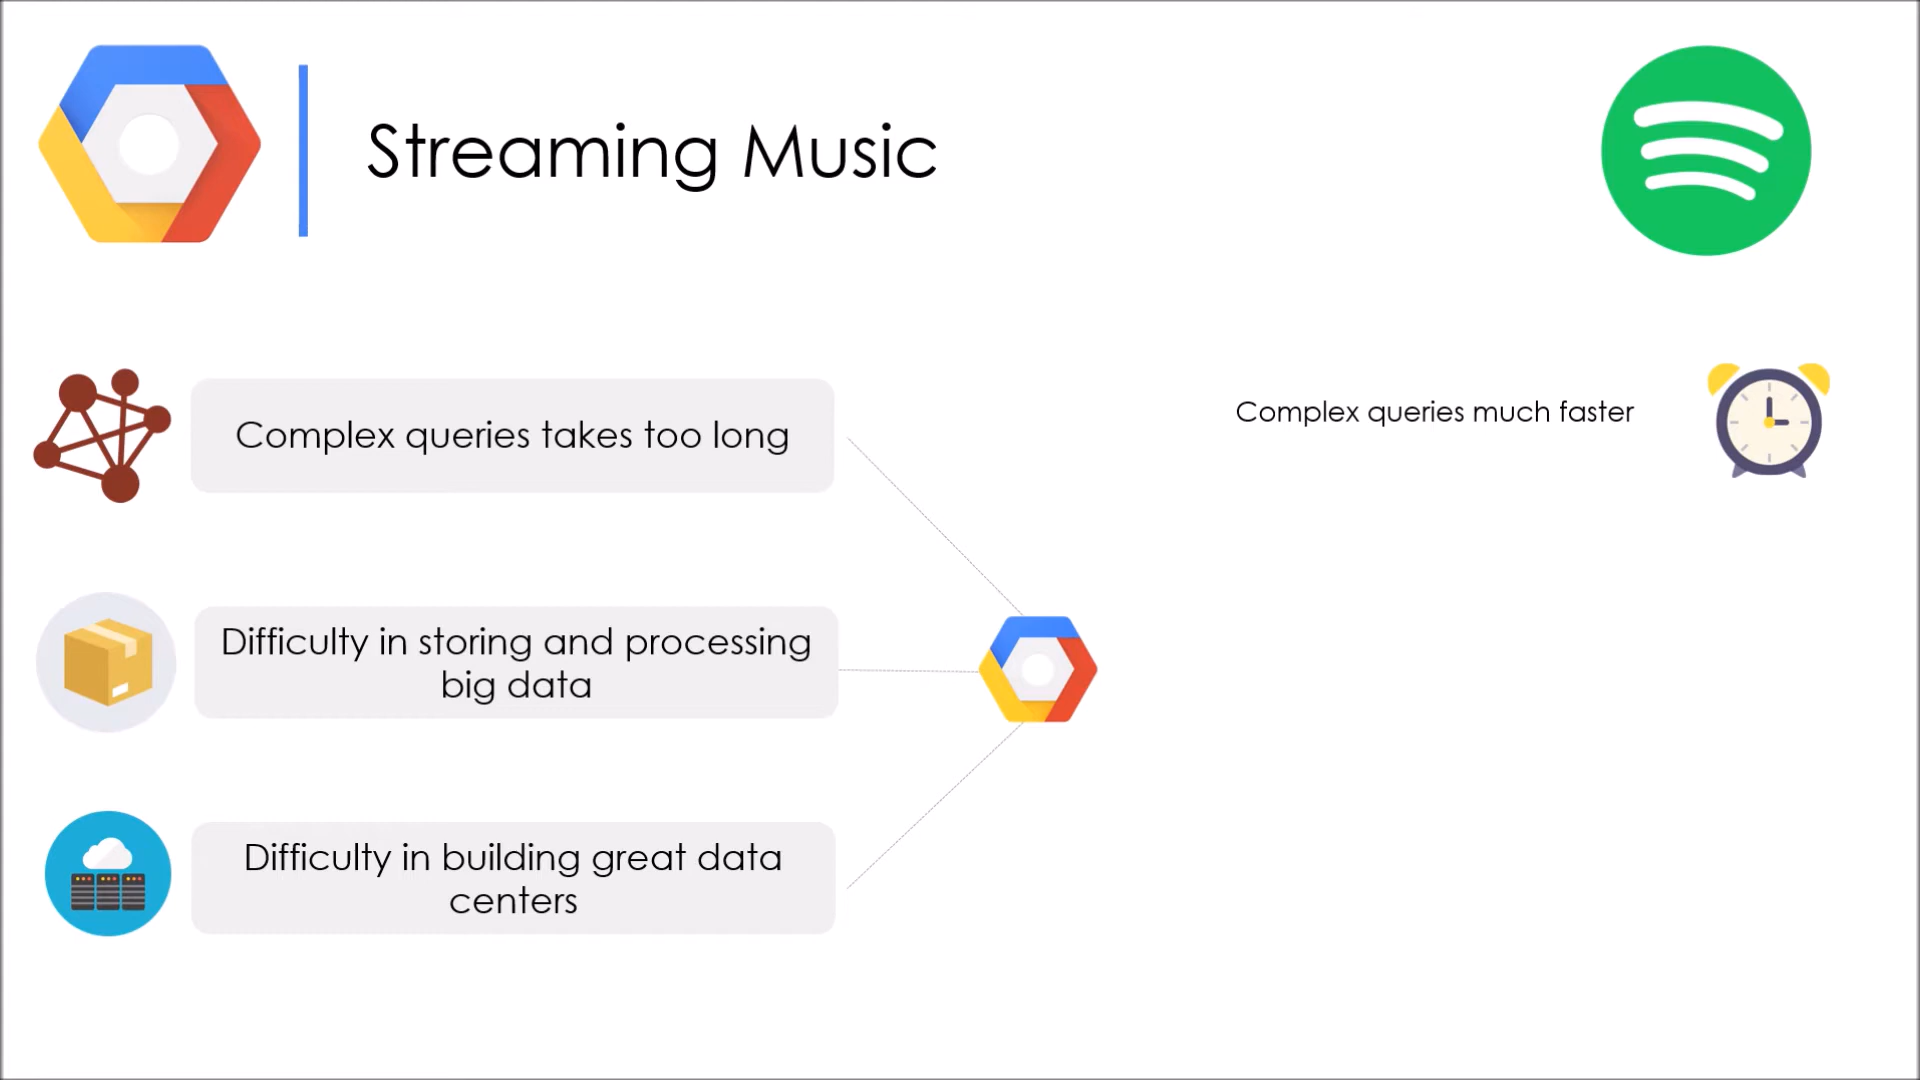 Streaming Music
Complex queries takes too long
Complex queries much faster
Difficulty in storing and processing
big data
Difficulty in building great data
centers